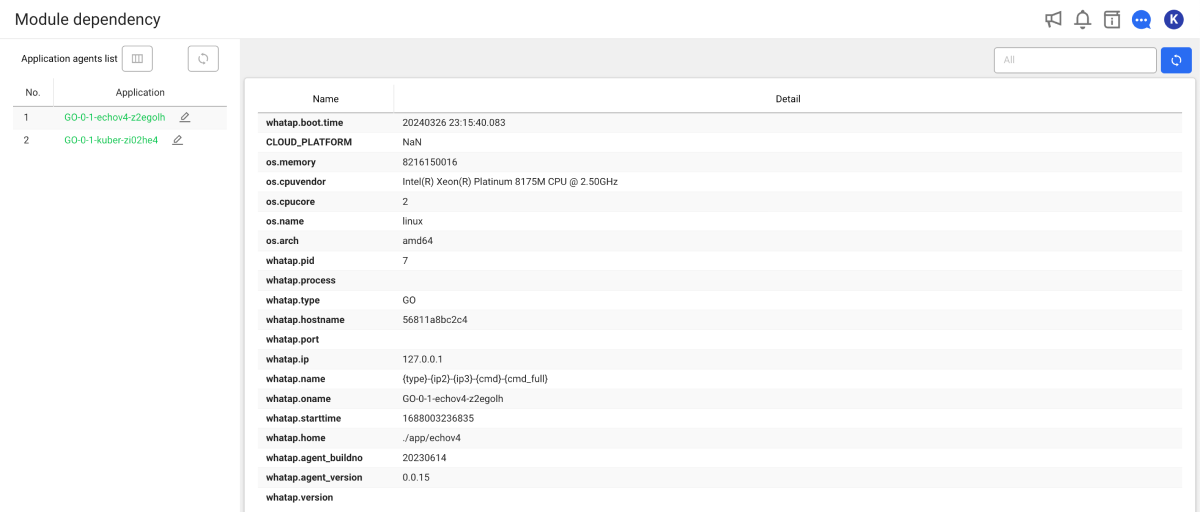 Module dependency
K
Application agents list
All
No. Application
1 GO-0-1-echov4-z2egolh
2 GO-0-1-kuber-zi02he4
Name Detail
whatap.boot.time 20240326 23:15:40.083
CLOUD_PLATFORM NaN
os.memory 8216150016
os.cpuvendor Intel(R) Xeon(R) Platinum 8175M CPU @ 2.50GHz
os.cpucore 2
os.name linux
os.arch amd64
whatap.pid 7
whatap.process
whatap.type GO
whatap.hostname 56811a8bc2c4
whatap.port
whatap.ip 127.0.0.1
whatap.name {type}-{ip2}-{ip3}-{cmd}-{cmd_full}
whatap.oname GO-0-1-echov4-z2egolh
whatap.starttime 1688003236835
whatap.home ./app/echov4
whatap.agent_buildno 20230614
whatap.agent_version 0.0.15
whatap.version